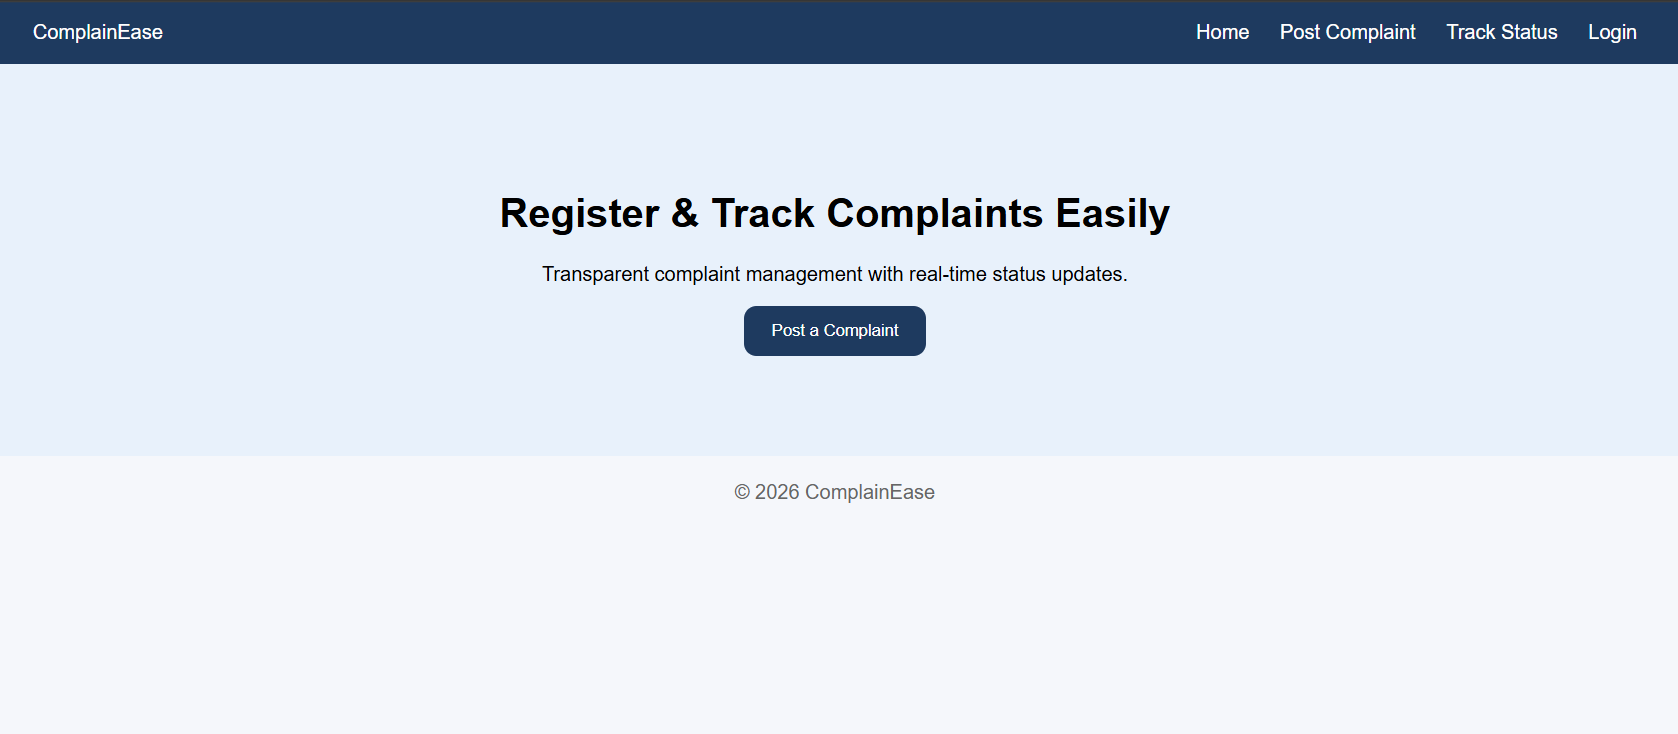 ComplainEase
Home Post Complaint Track Status Login
Register & Track Complaints Easily
Transparent complaint management with real-time status updates.
Post a Complaint
© 2026 ComplainEase